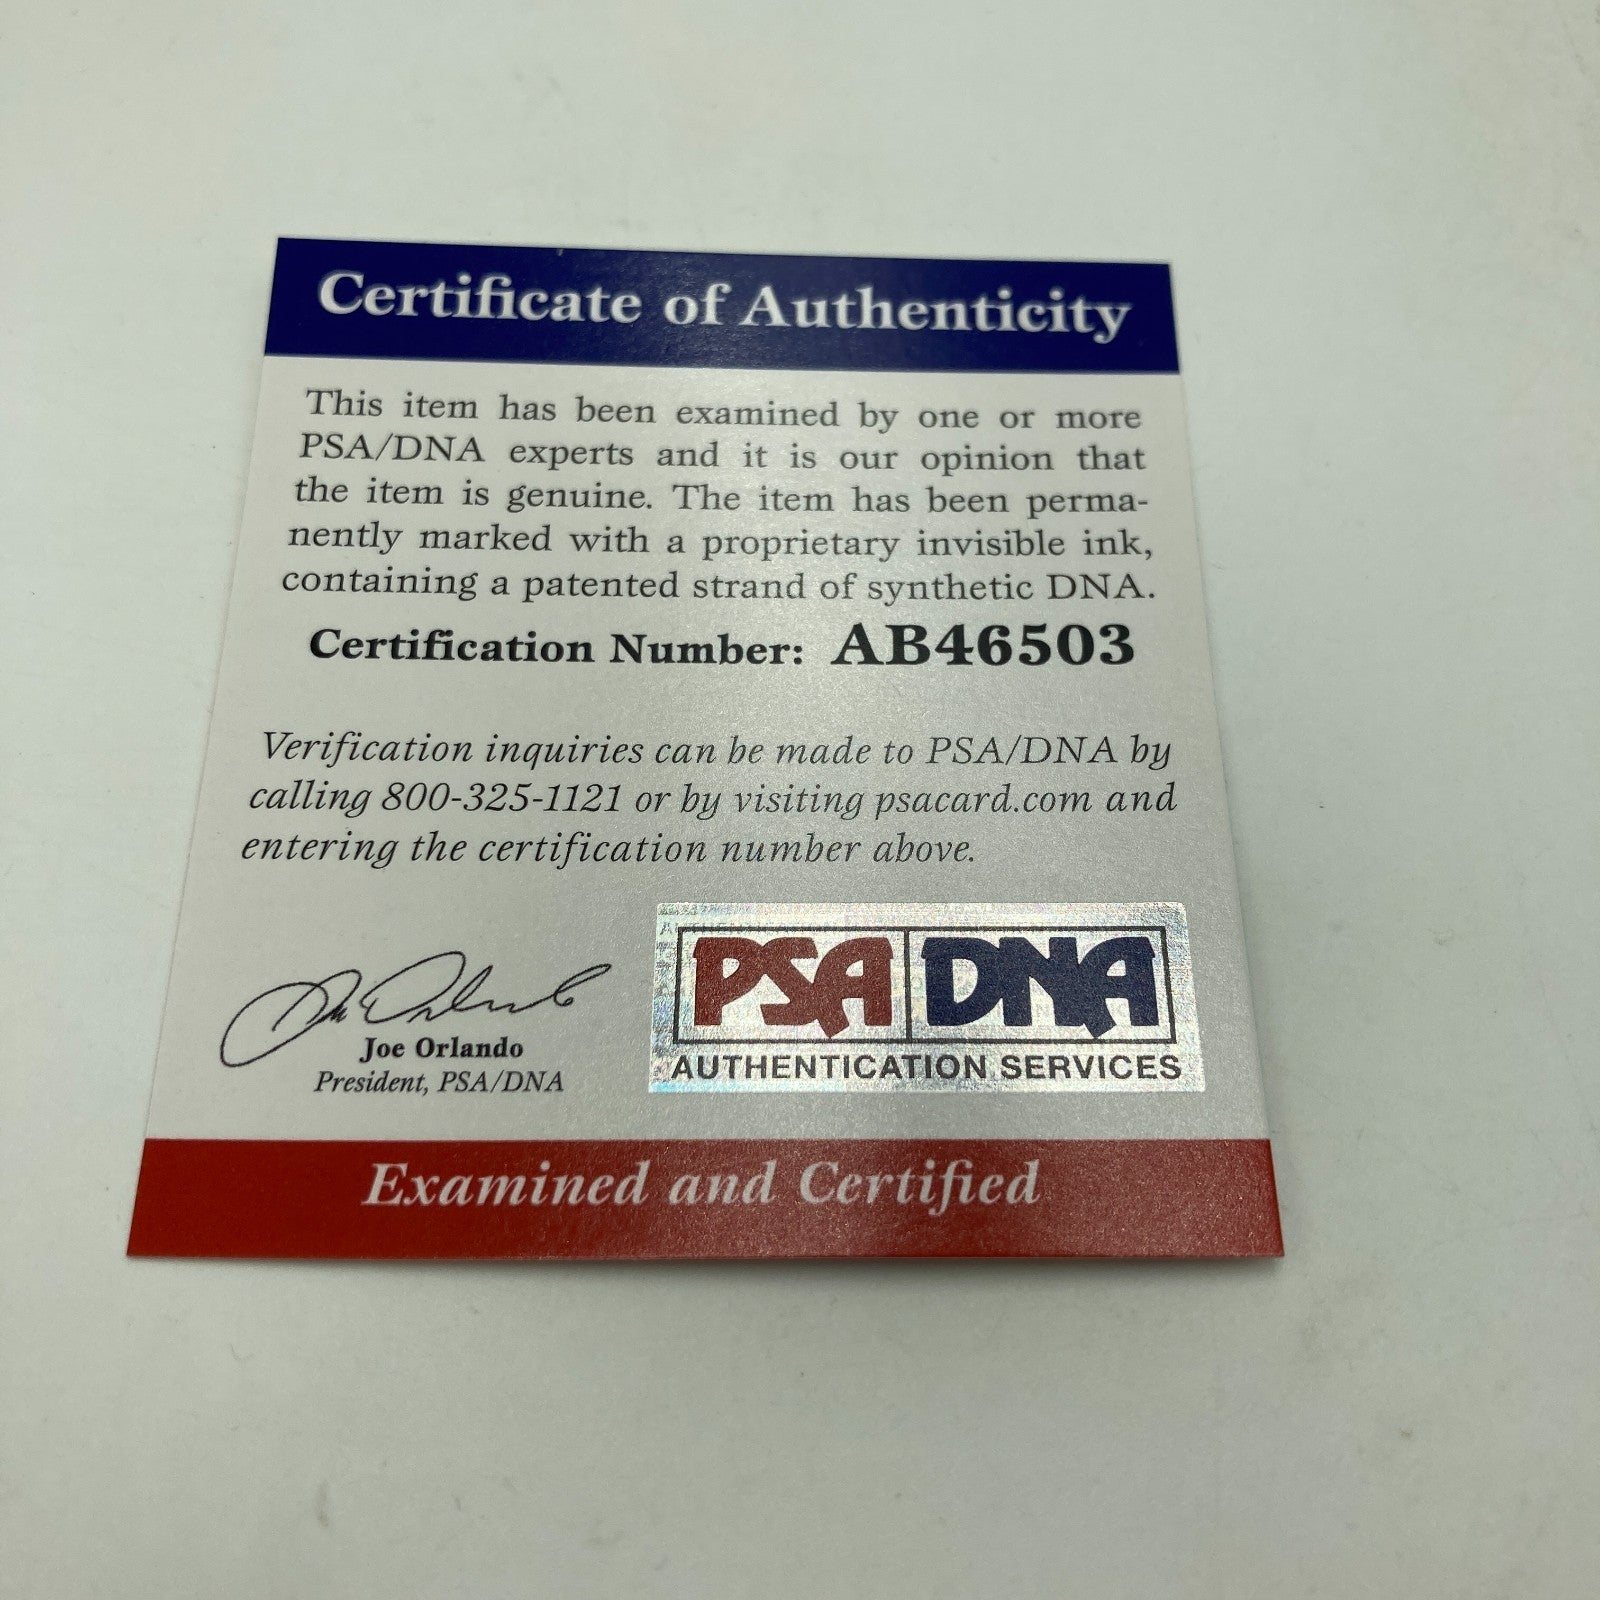 Certificate of Authenticity
This item has been examined by one or more
PSA/DNA experts and it is our opinion that
the item is genuine. The item has been perma-
nently marked with a proprietary invisible ink,
containing a patented strand of synthetic DNA.
Certification Number: AB46503
Verification inquiries can be made to PSA/DNA by
calling 800-325-1121 or by visiting psacard.com and
entering the certification number above.
Joe Orlando
President, PSA/DNA
PSA DNA
AUTHENTICATION SERVICES
Examined and Certified